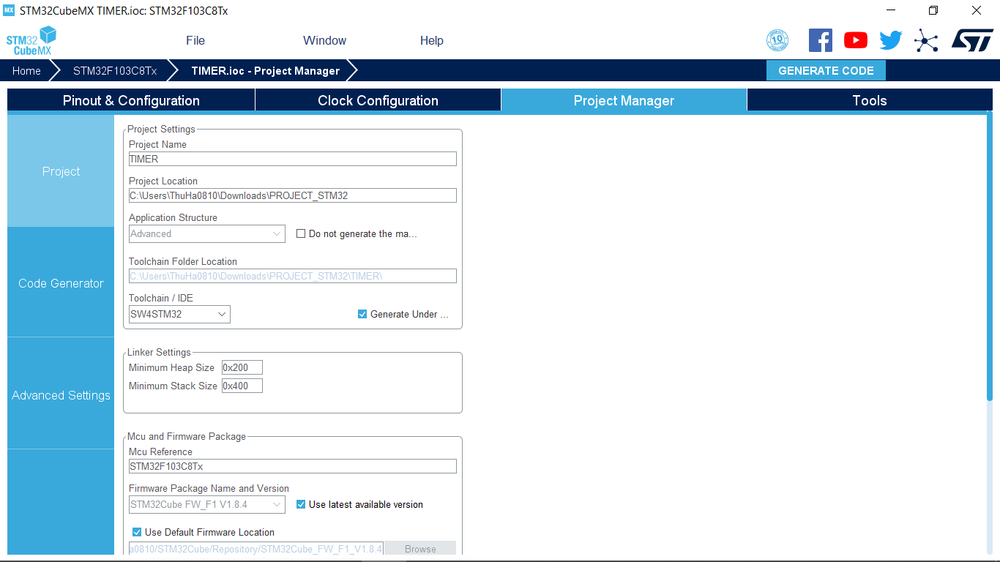 MX STM32CubeMX TIMER.ioc: STM32F103C8Tx
STM32 CubeMX
File Window Help
10
ST
Home STM32F103C8Tx TIMER.ioc - Project Manager GENERATE CODE
Pinout & Configuration Clock Configuration Project Manager Tools
Project
Code Generator
Advanced Settings
Project Settings
Project Name
TIMER
Project Location
C:\Users\ThuHa0810\Downloads\PROJECT_STM32
Application Structure
Advanced Do not generate the ma...
Toolchain Folder Location
C:\Users\ThuHa0810\Downloads\PROJECT_STM32\TIMER\
Toolchain / IDE
SW4STM32 Generate Under ...
Linker Settings
Minimum Heap Size 0x200
Minimum Stack Size 0x400
Mcu and Firmware Package
Mcu Reference
STM32F103C8Tx
Firmware Package Name and Version
STM32Cube FW_F1 V1.8.4 Use latest available version
Use Default Firmware Location
a0810/STM32Cube/Repository/STM32Cube_FW_F1_V1.8.4 Browse